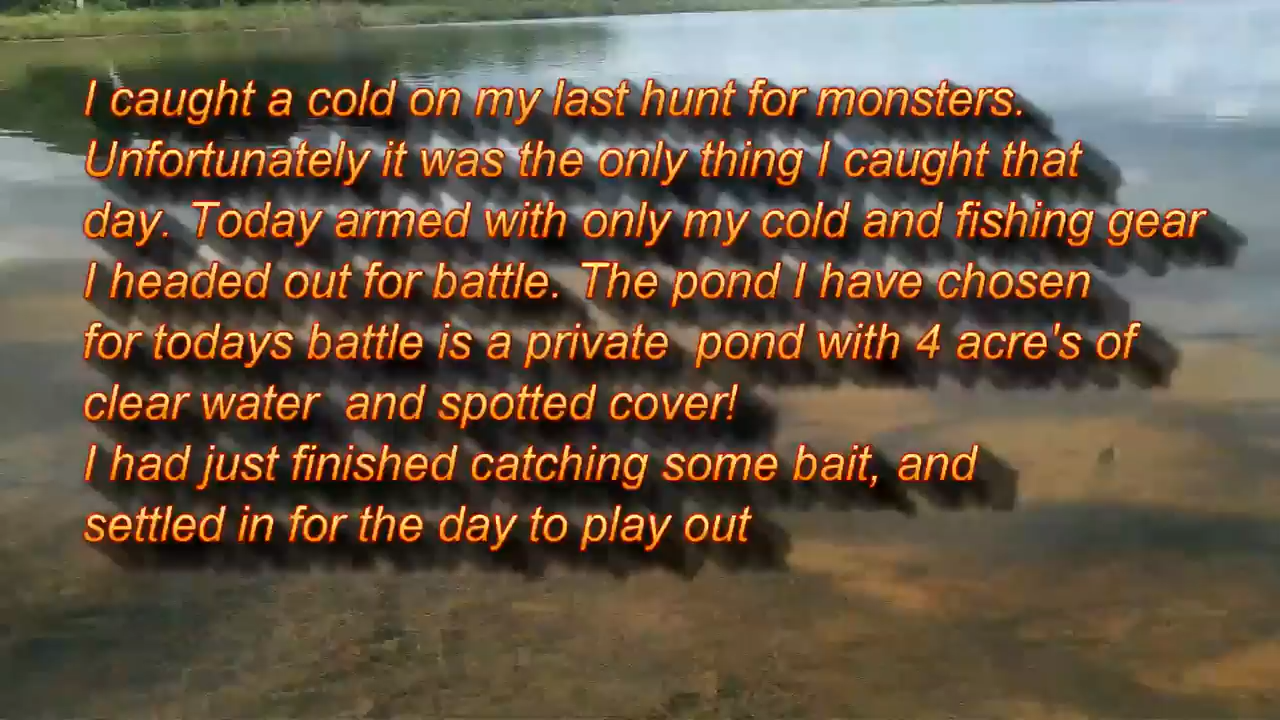 I caught a cold on my last hunt for monsters.
Unfortunately it was the only thing I caught that
day. Today armed with only my cold and fishing gear
I headed out for battle. The pond I have chosen
for todays battle is a private  pond with 4 acre's of
clear water  and spotted cover!
I had just finished catching some bait, and
settled in for the day to play out